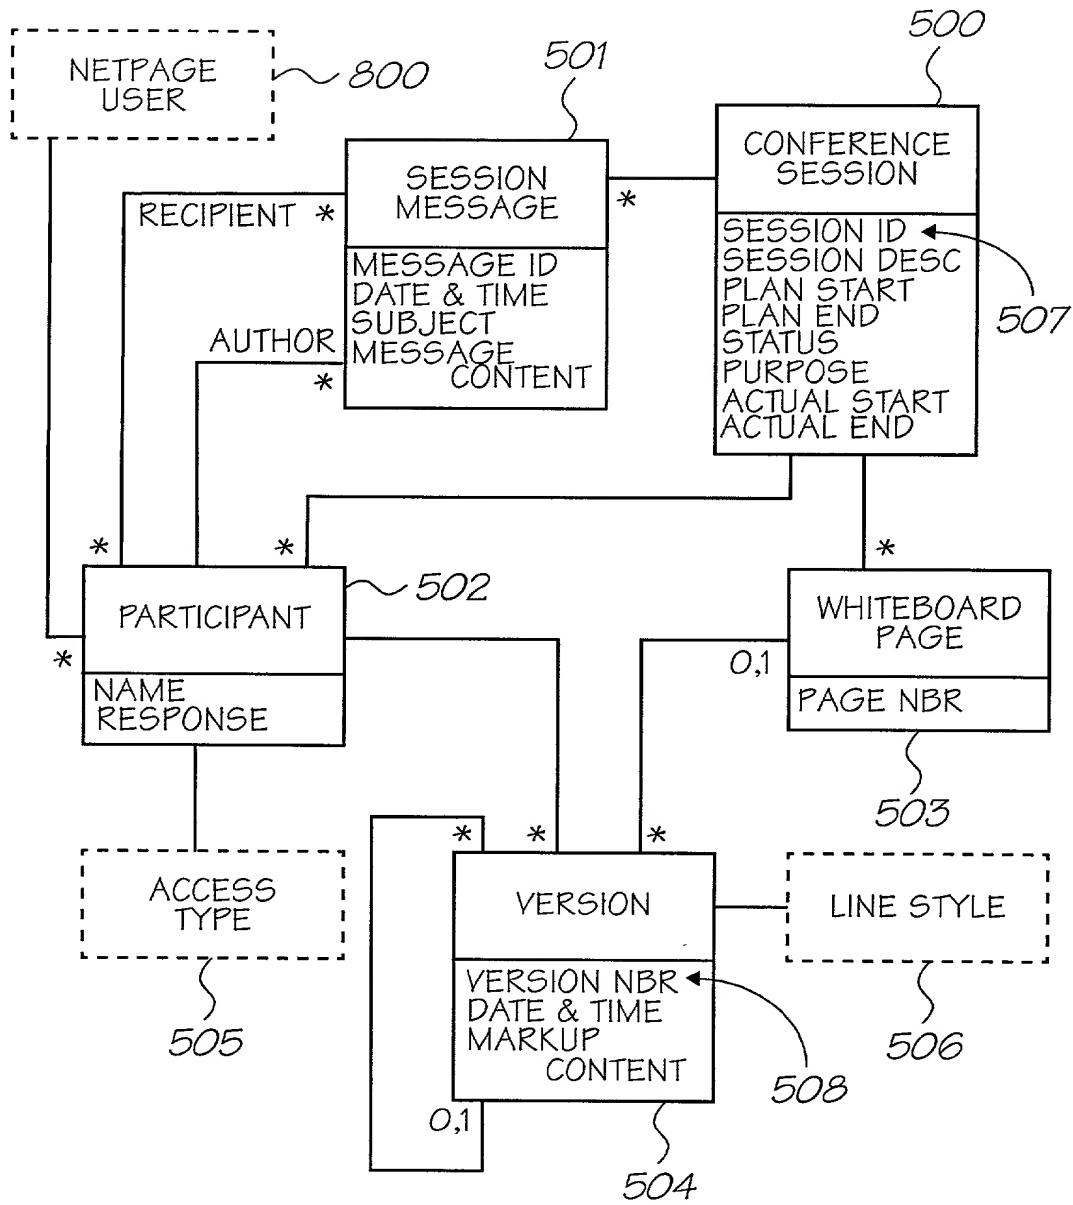 500
501
NETPAGE
USER
800
CONFERENCE
SESSION
SESSION
MESSAGE
*
RECIPIENT *
SESSION ID
SESSION DESC
PLAN START
PLAN END
STATUS
PURPOSE
ACTUAL START
ACTUAL END
507
MESSAGE ID
DATE & TIME
SUBJECT
MESSAGE
CONTENT
AUTHOR
*
*
*
*
502
PARTICIPANT
*
NAME
RESPONSE
WHITEBOARD
PAGE
0,1
PAGE NBR
503
*
*
*
ACCESS
TYPE
505
VERSION
LINE STYLE
506
VERSION NBR
DATE & TIME
MARKUP
CONTENT
508
0,1
504